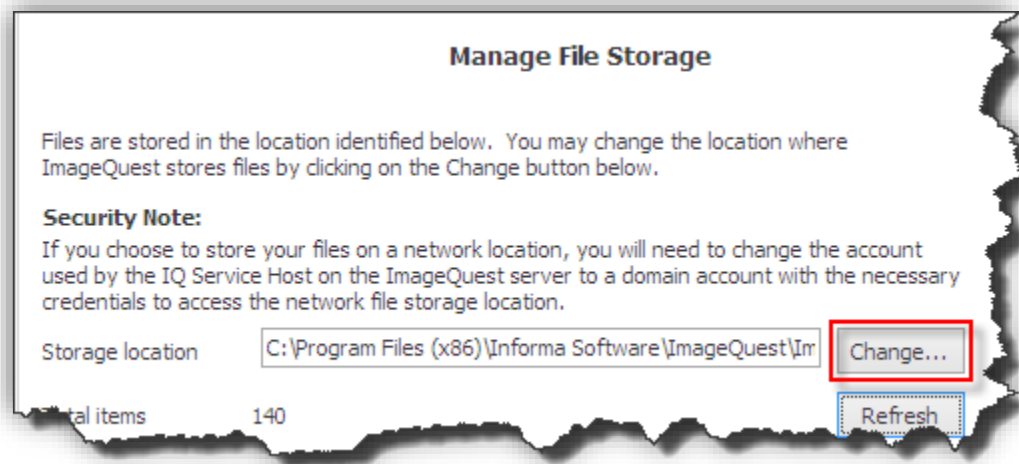 Manage File Storage
Files are stored in the location identified below.  You may change the location where
ImageQuest stores files by clicking on the Change button below.
Security Note:
If you choose to store your files on a network location, you will need to change the account
used by the IQ Service Host on the ImageQuest server to a domain account with the necessary
credentials to access the network file storage location.
Storage location C:\Program Files (x86)\Informa Software\ImageQuest\Im Change...
items 140 Refresh